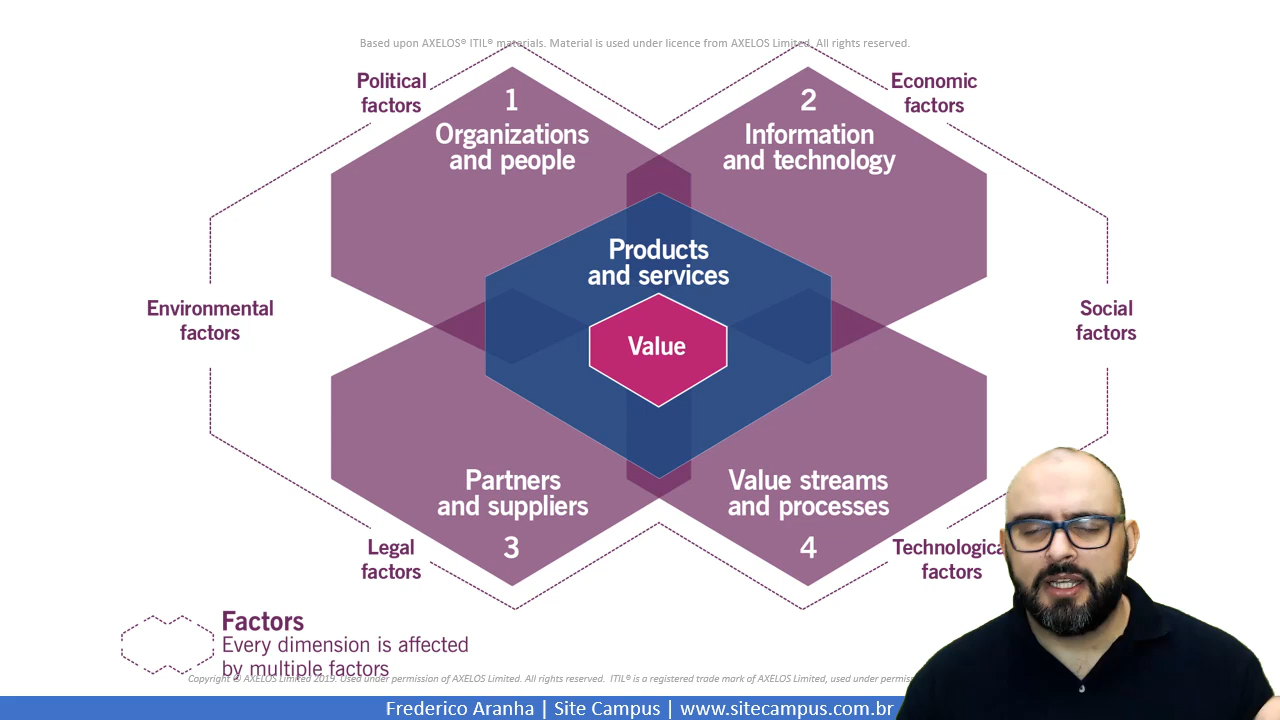 Based upon AXELOS® ITIL® materials. Material is used under licence from AXELOS Limited. All rights reserved.
Political
factors
Economic
factors
1
Organizations
and people
2
Information
and technology
Products
and services
Environmental
factors
Value
Social
factors
Partners
and suppliers
3
Value streams
and processes
4
Legal
factors
factors
Factors
Every dimension is affected
by multiple factors
Copyright © AXELOS Limited 2019. Used under permission of AXELOS Limited. All rights reserved. ITIL® is a registered trade mark of AXELOS Limited, used under
Frederico Aranha | Site Campus | www.sitecampus.com.br